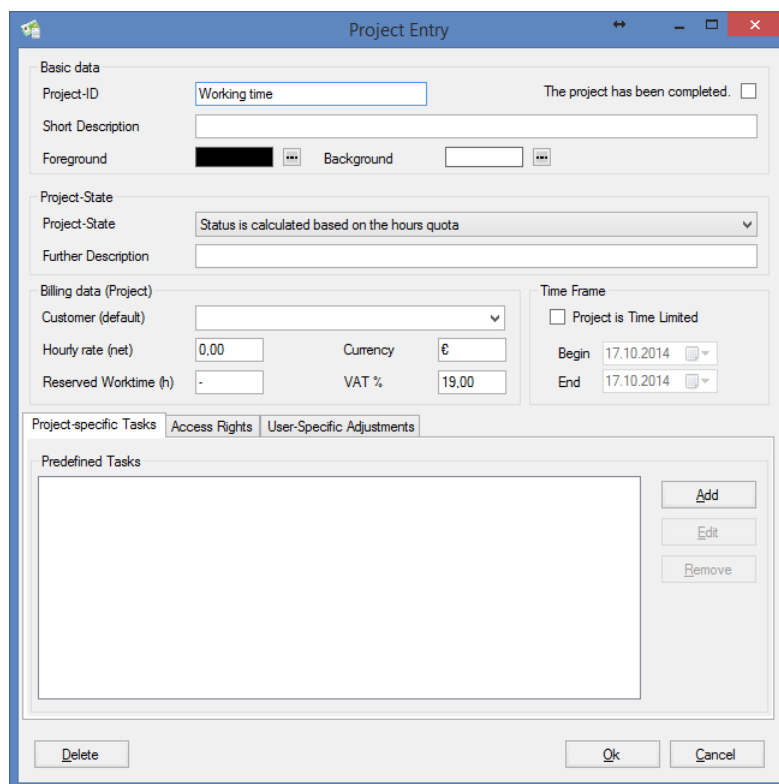 Project Entry
Basic data
Project-ID Working time The project has been completed.
Short Description
Foreground Background
Project-State
Project-State Status is calculated based on the hours quota
Further Description
Billing data (Project) Time Frame
Customer (default) Project is Time Limited
Hourly rate (net) 0,00 Currency € Begin 17.10.2014
Reserved Worktime (h) - VAT % 19,00 End 17.10.2014
Project-specific Tasks Access Rights User-Specific Adjustments
Predefined Tasks
Add
Edit
Remove
Delete Ok Cancel